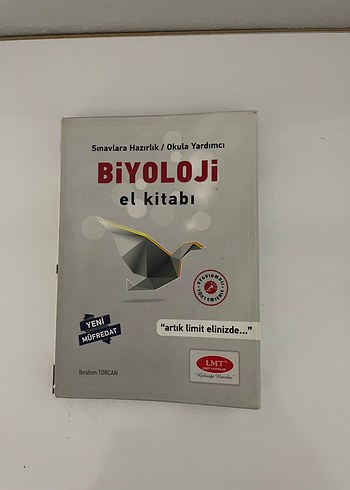 Sınavlara Hazırlık / Okula Yardımcı
BİYOLOJİ
el kitabı
YENİ
MÜFREDAT
"artık limit elinizde..."
LMT
İbrahim TORCAN